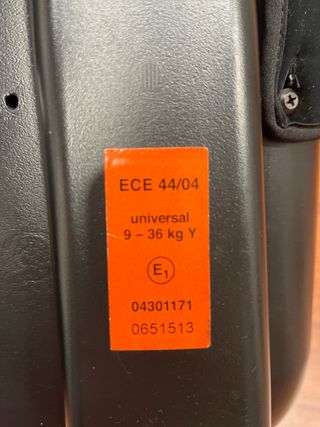 ECE 44/04
universal
9 – 36 kg Y
E1
04301171
0651513